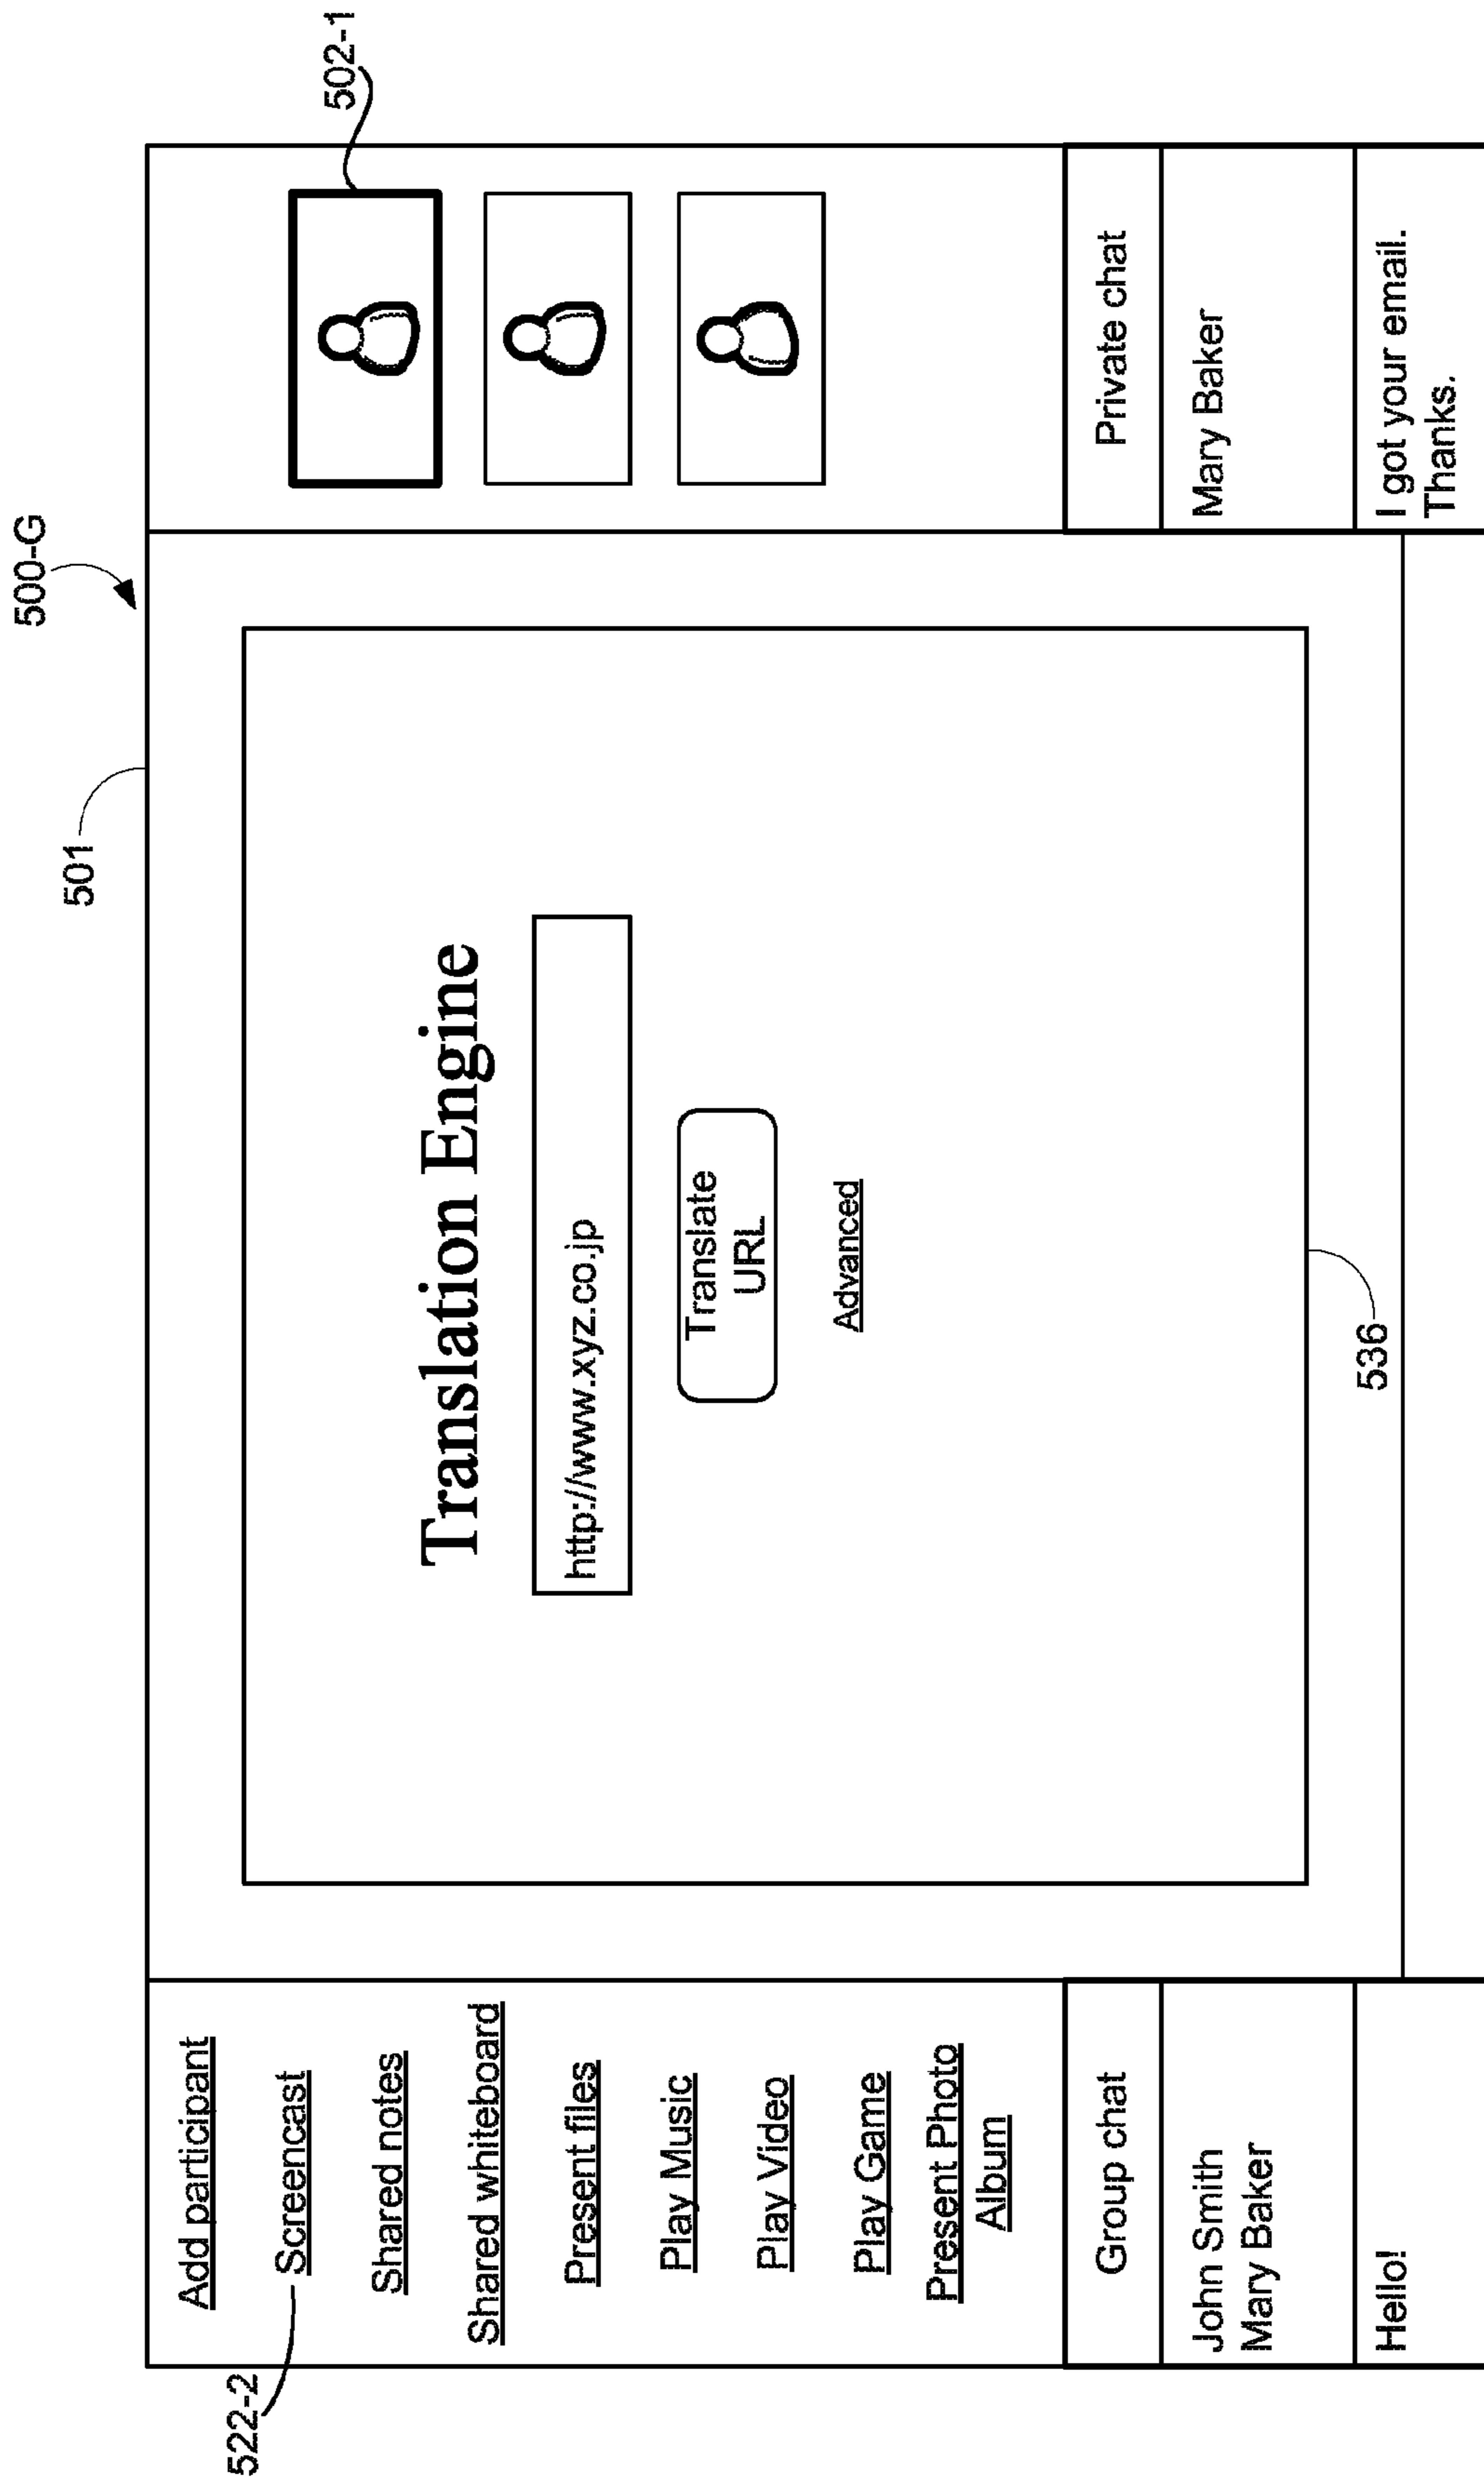 500-G
501
502-1
522-2
Add participant
Screencast
Shared notes
Shared whiteboard
Present files
Play Music
Play Video
Play Game
Present Photo
Album
Translation Engine
http://www.xyz.co.jp
Translate
URL
Advanced
536
Group chat
John Smith
Mary Baker
Hello!
Private chat
Mary Baker
I got your email.
Thanks.